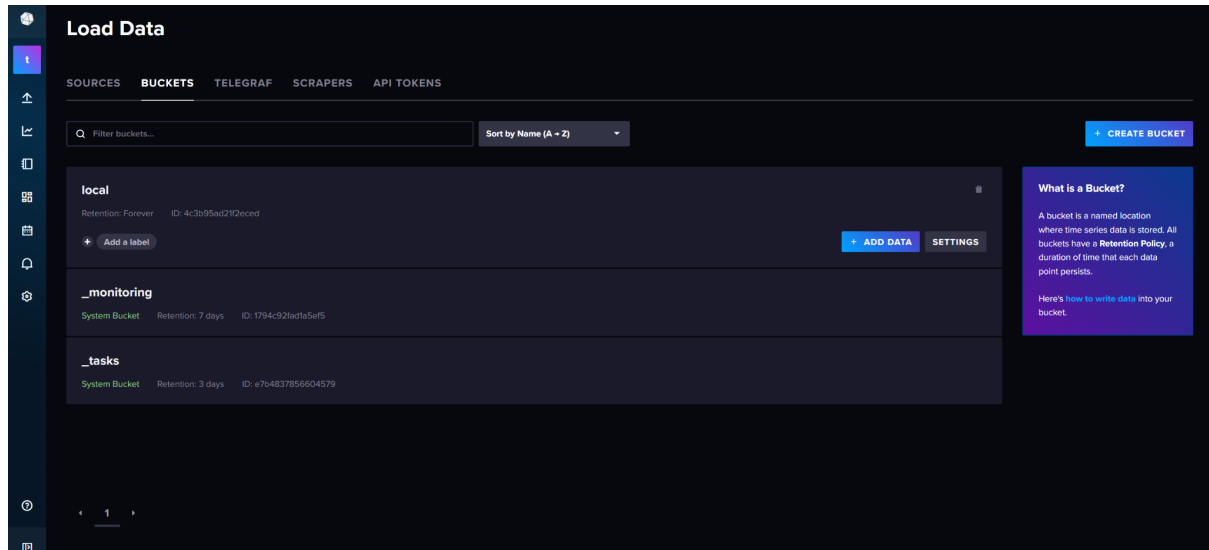 Load Data
t
SOURCES BUCKETS TELEGRAF SCRAPERS API TOKENS
Filter buckets...
Sort by Name (A → Z)
+ CREATE BUCKET
local
Retention: Forever ID: 4c3b95ad21f2eced
+ Add a label
+ ADD DATA SETTINGS
_monitoring
System Bucket Retention: 7 days ID: 1794c92fad1a5ef5
_tasks
System Bucket Retention: 3 days ID: e7b4837856604579
What is a Bucket?
A bucket is a named location
where time series data is stored. All
buckets have a Retention Policy, a
duration of time that each data
point persists.
Here's how to write data into your
bucket.
1